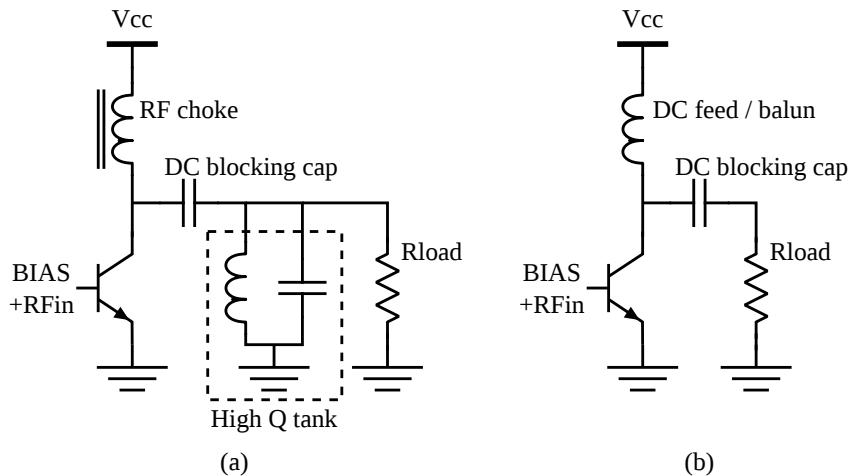 Vcc
RF choke
DC blocking cap
BIAS
+RFin
Rload
High Q tank
(a)
Vcc
DC feed / balun
DC blocking cap
BIAS
+RFin
Rload
(b)